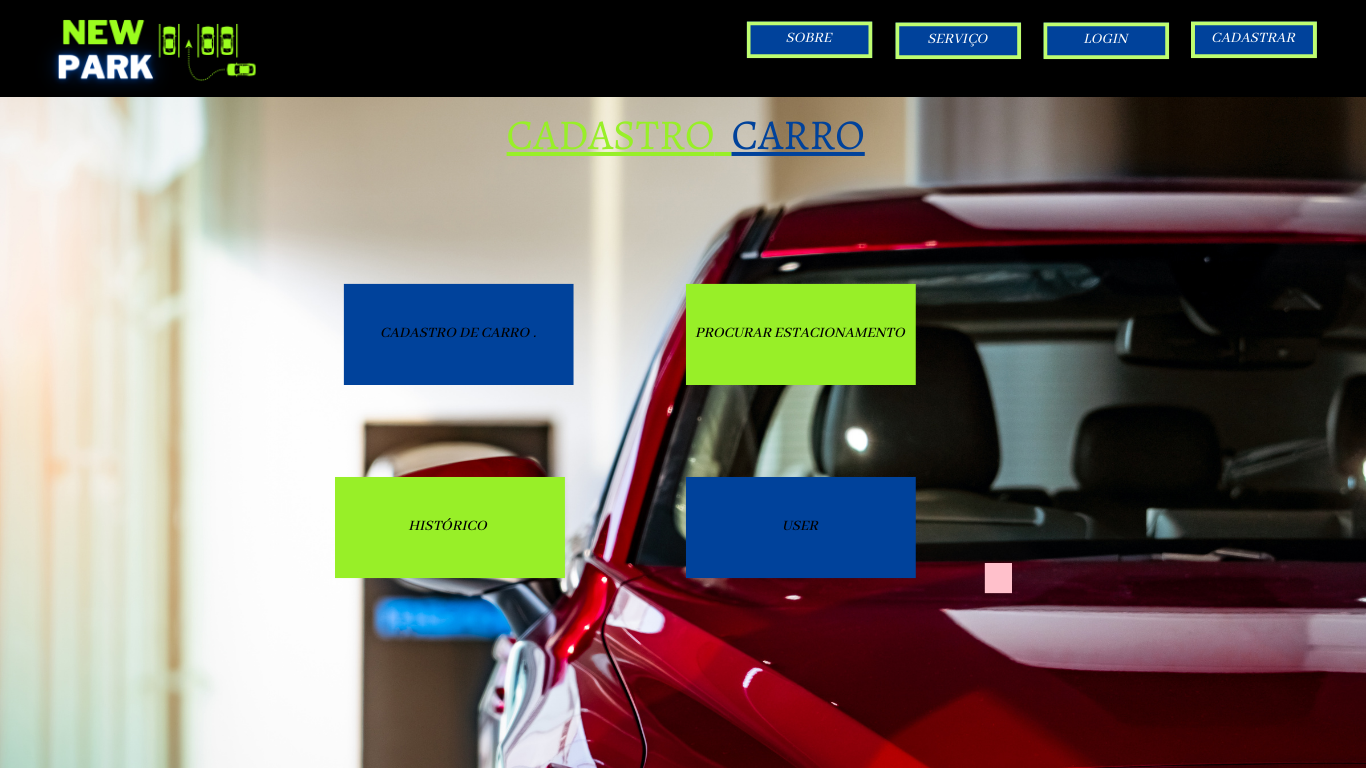 NEW
PARK
SOBRE
SERVIÇO
LOGIN
CADASTRAR
CADASTRO CARRO
CADASTRO DE CARRO .
PROCURAR ESTACIONAMENTO
HISTÓRICO
USER